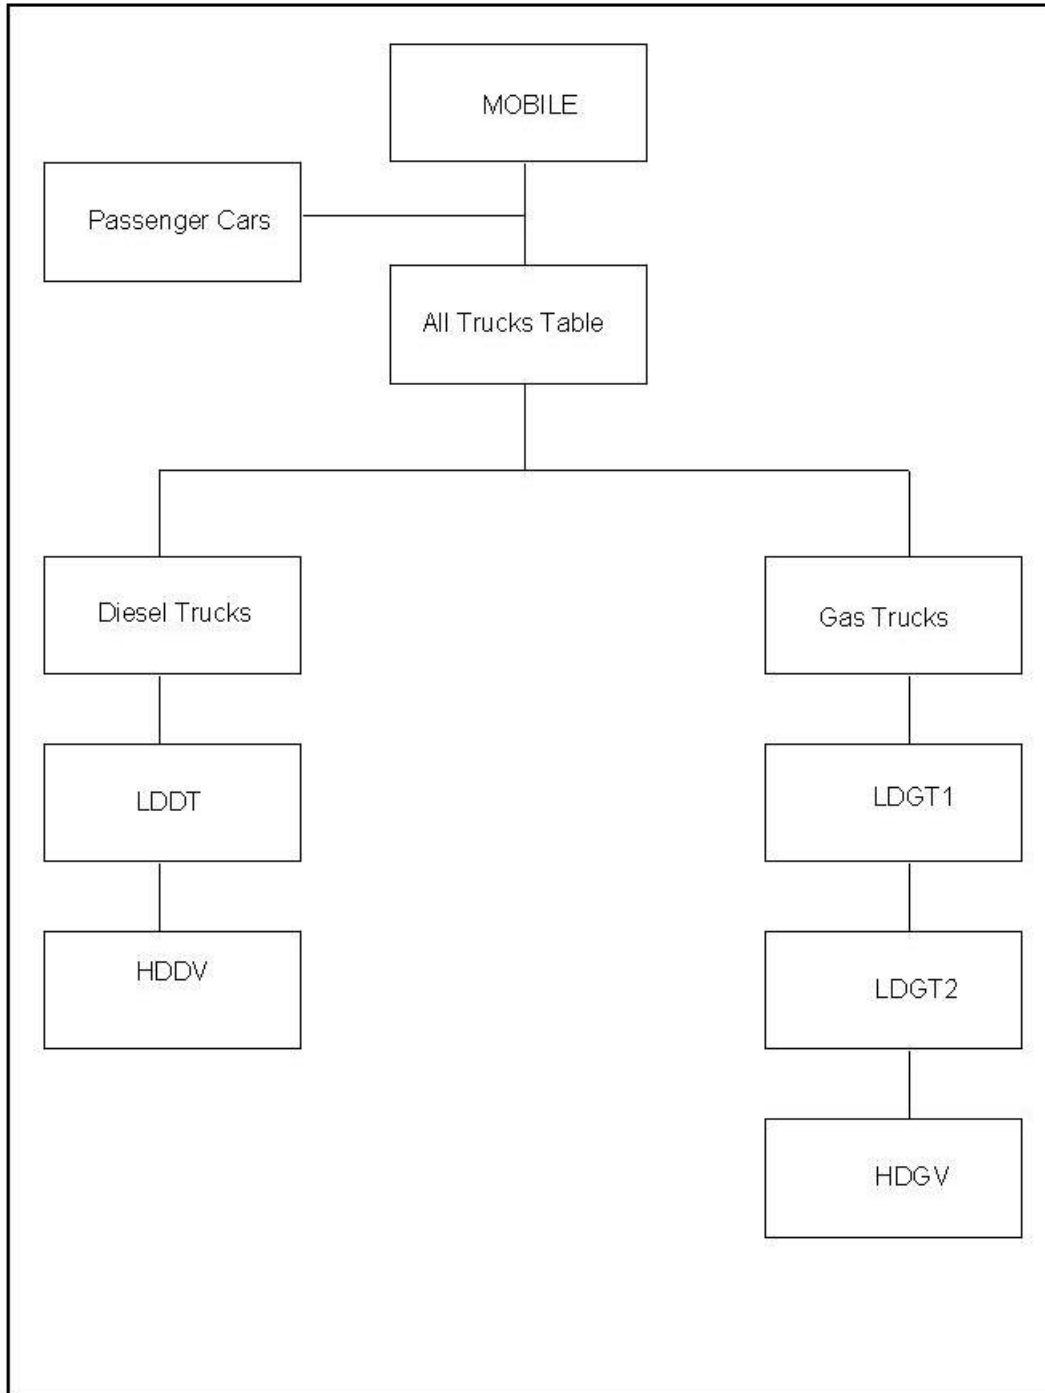 MOBILE
Passenger Cars
All Trucks Table
Diesel Trucks
Gas Trucks
LDDT
LDGT1
HDDV
LDGT2
HDGV